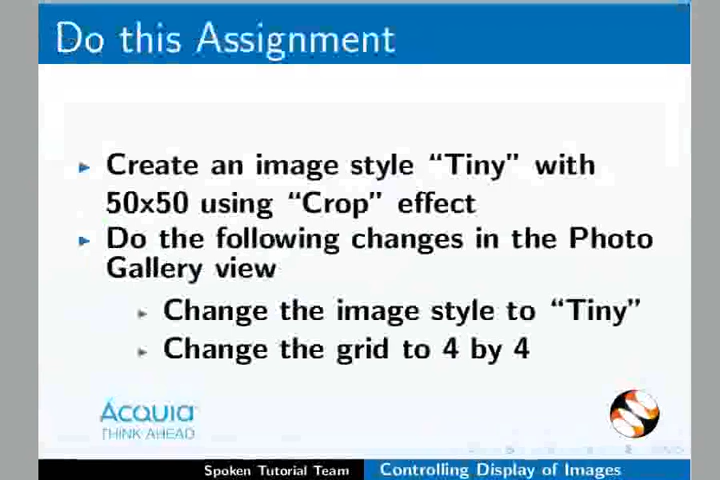 Do this Assignment
Create an image style “Tiny” with
50x50 using “Crop” effect
Do the following changes in the Photo
Gallery view
Change the image style to “Tiny”
Change the grid to 4 by 4
Acquia
THINK AHEAD
Spoken Tutorial Team
Controlling Display of Images